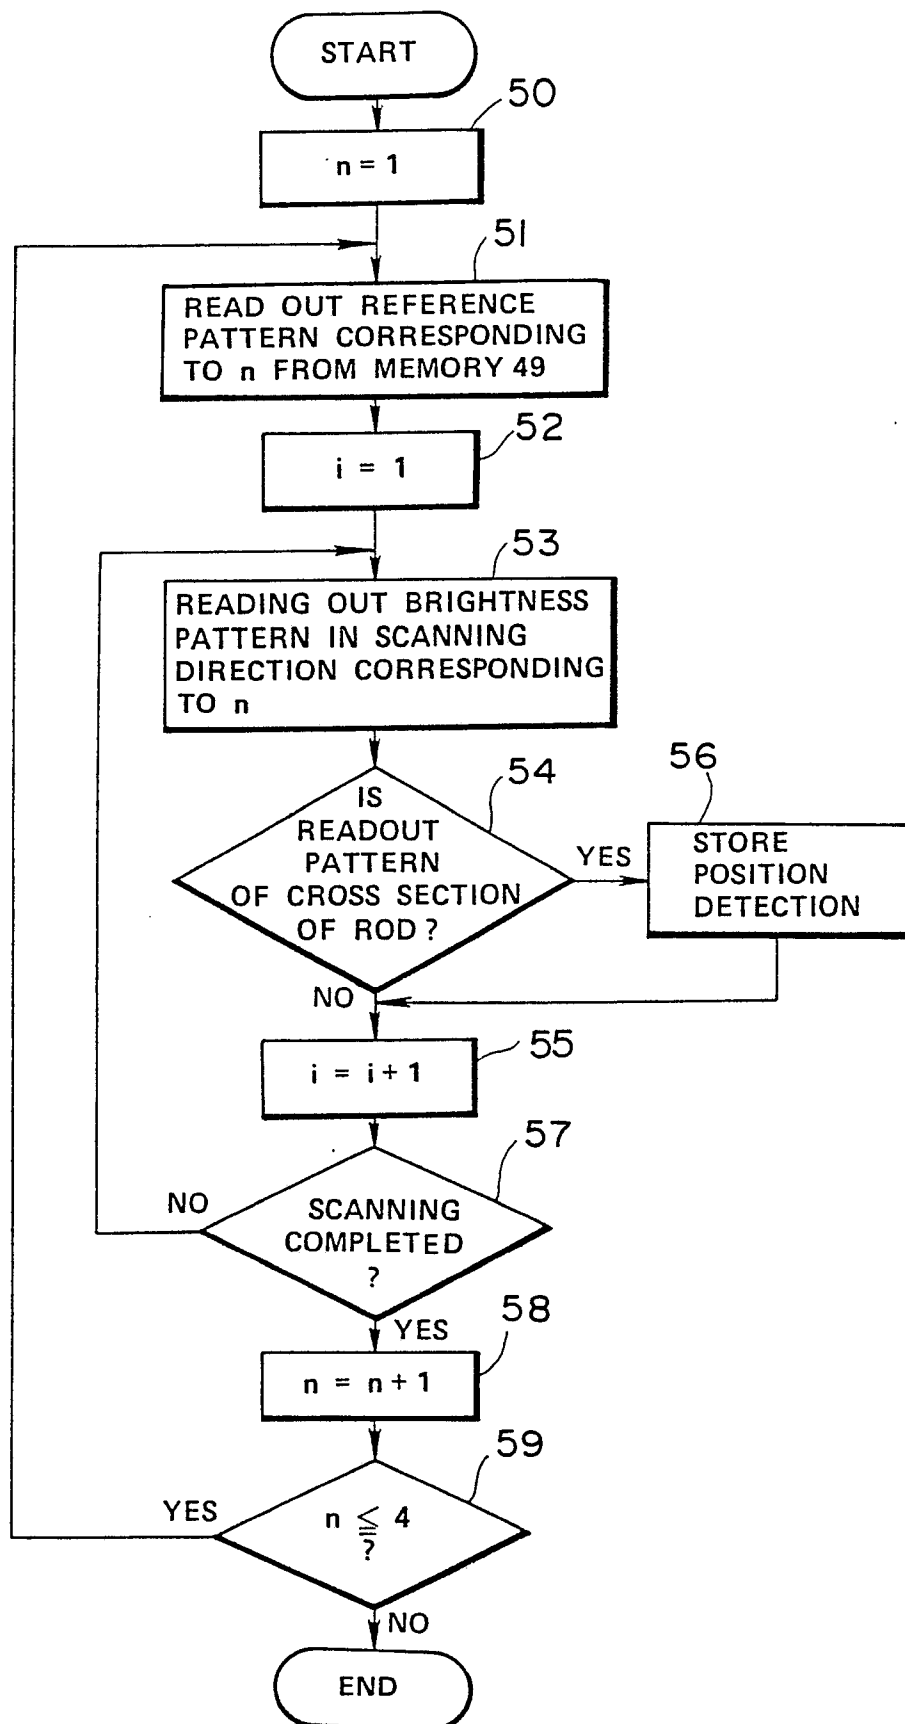 START
50
n = 1
51
READ OUT REFERENCE
PATTERN CORRESPONDING
TO n FROM MEMORY 49
52
i = 1
53
READING OUT BRIGHTNESS
PATTERN IN SCANNING
DIRECTION CORRESPONDING
TO n
54
IS
READOUT
PATTERN
OF CROSS SECTION
OF ROD ?
YES
56
STORE
POSITION
DETECTION
NO
55
i = i + 1
57
NO
SCANNING
COMPLETED
?
YES
58
n = n + 1
59
YES
n ≦ 4
?
NO
END